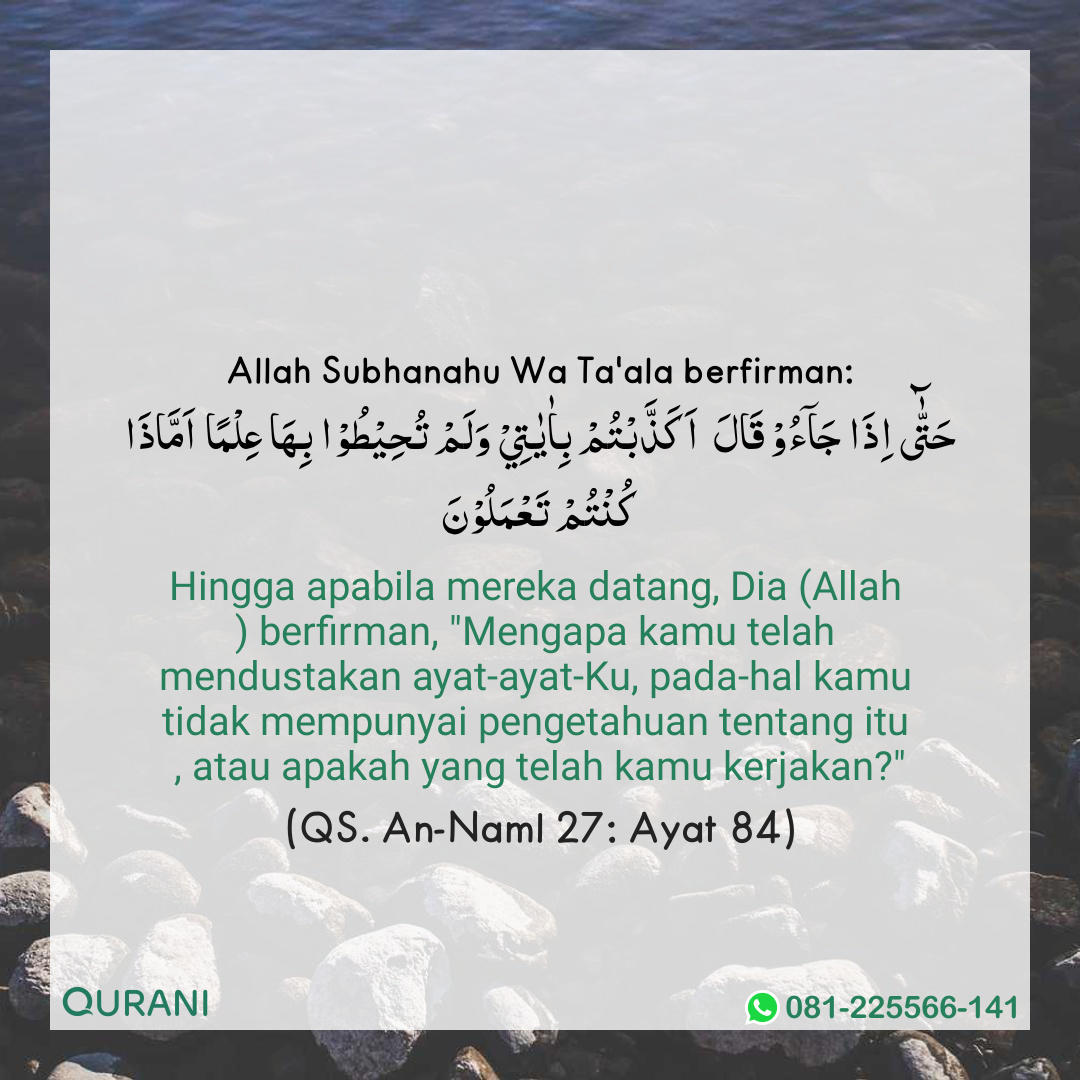 Allah Subhanahu Wa Ta'ala berfirman:
حَتّٰۤى اِذَا جَآءُوْ قَالَ اَكَذَّبْتُمْ بِاٰيٰتِيْ وَلَمْ تُحِيْطُوْا بِهَا عِلْمًا اَمَّاذَا
كُنْتُمْ تَعْمَلُوْنَ
Hingga apabila mereka datang, Dia (Allah
) berfirman, "Mengapa kamu telah
mendustakan ayat-ayat-Ku, pada-hal kamu
tidak mempunyai pengetahuan tentang itu
, atau apakah yang telah kamu kerjakan?"
(QS. An-Naml 27: Ayat 84)
QURANI
081-225566-141